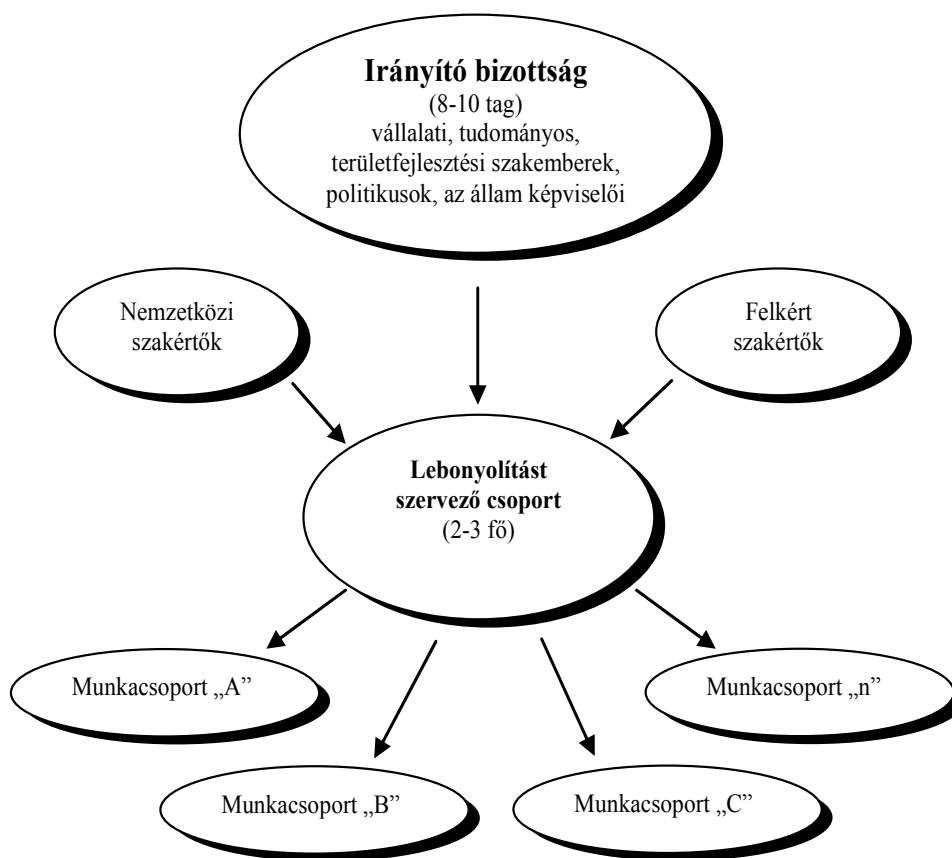 Irányító bizottság
(8-10 tag)
vállalati, tudományos,
területfejlesztési szakemberek,
politikusok, az állam képviselői
Nemzetközi
szakértők
Felkért
szakértők
Lebonyolítást
szervező csoport
(2-3 fő)
Munkacsoport „A”
Munkacsoport „n”
Munkacsoport „B”
Munkacsoport „C”